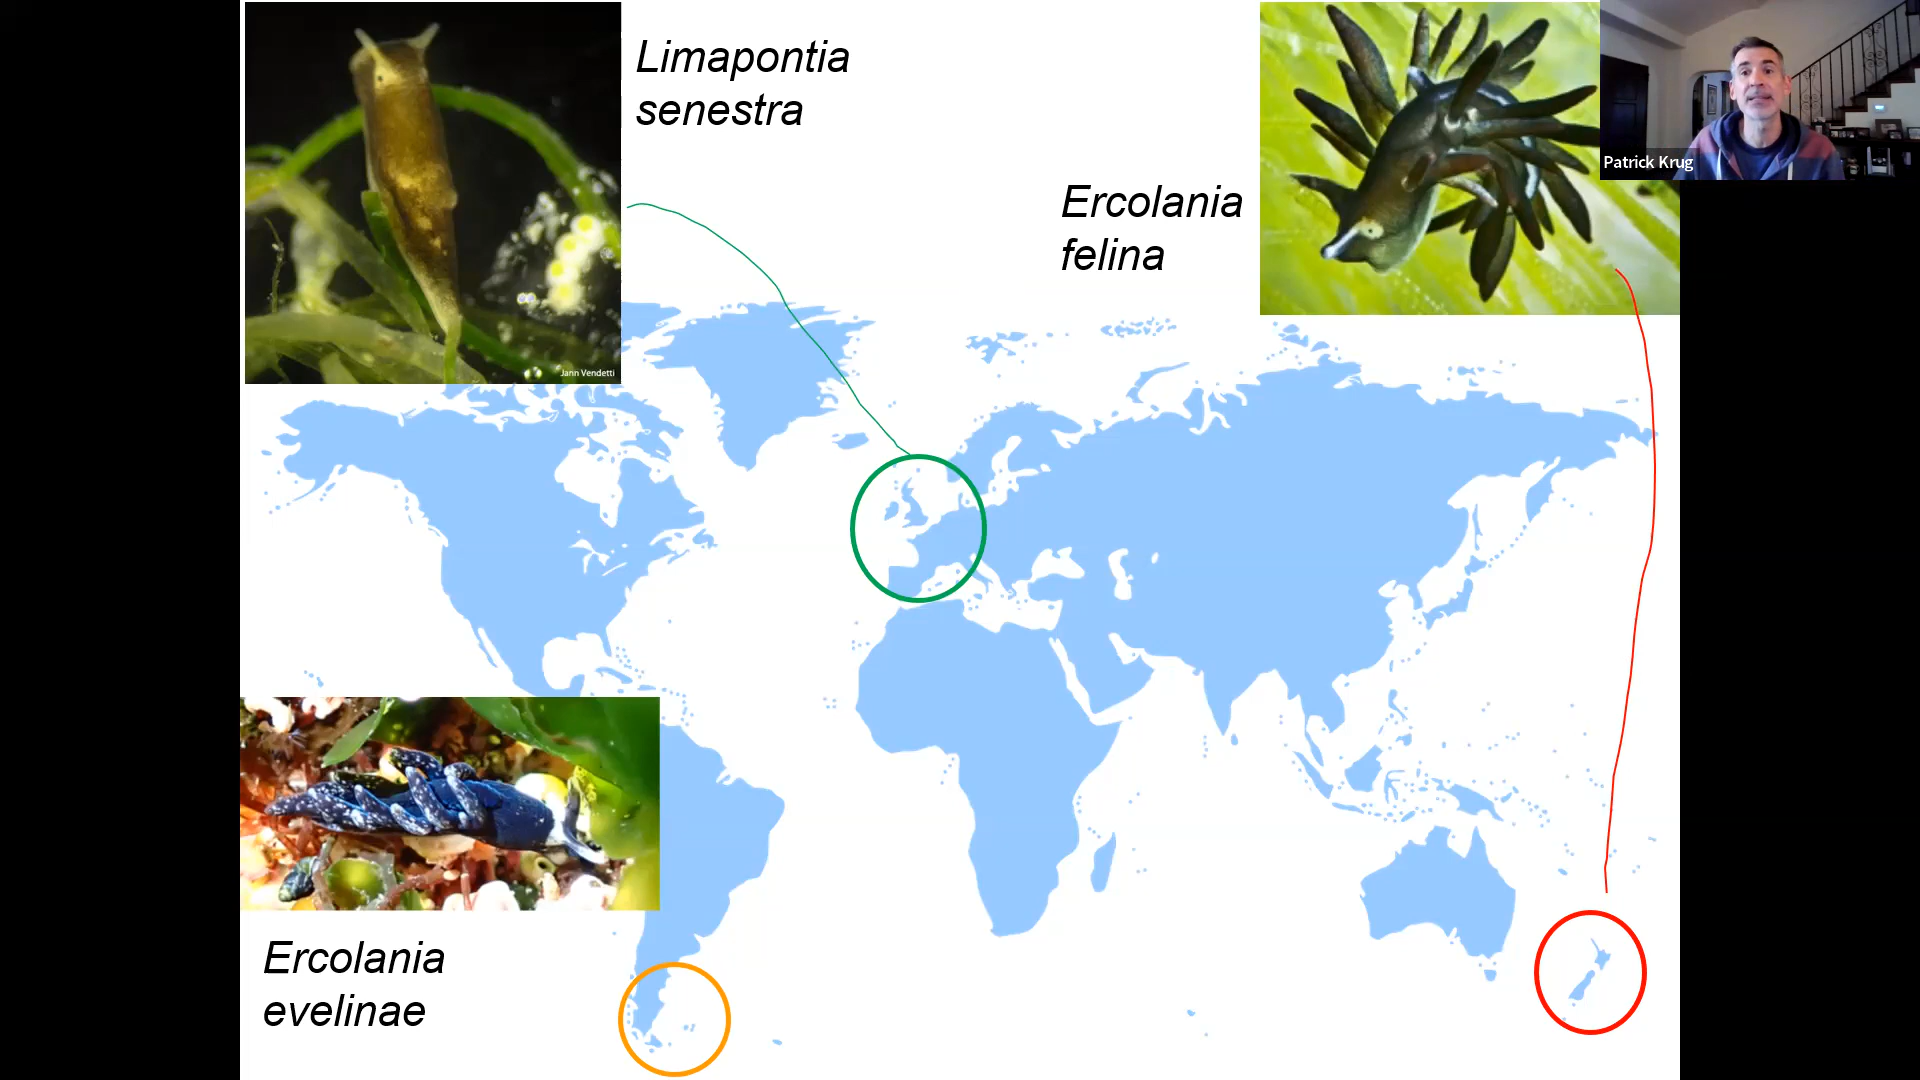 Limapontia
senestra
Ercolania
felina
Patrick Krug
Jann Vendetti
Ercolania
evelinae